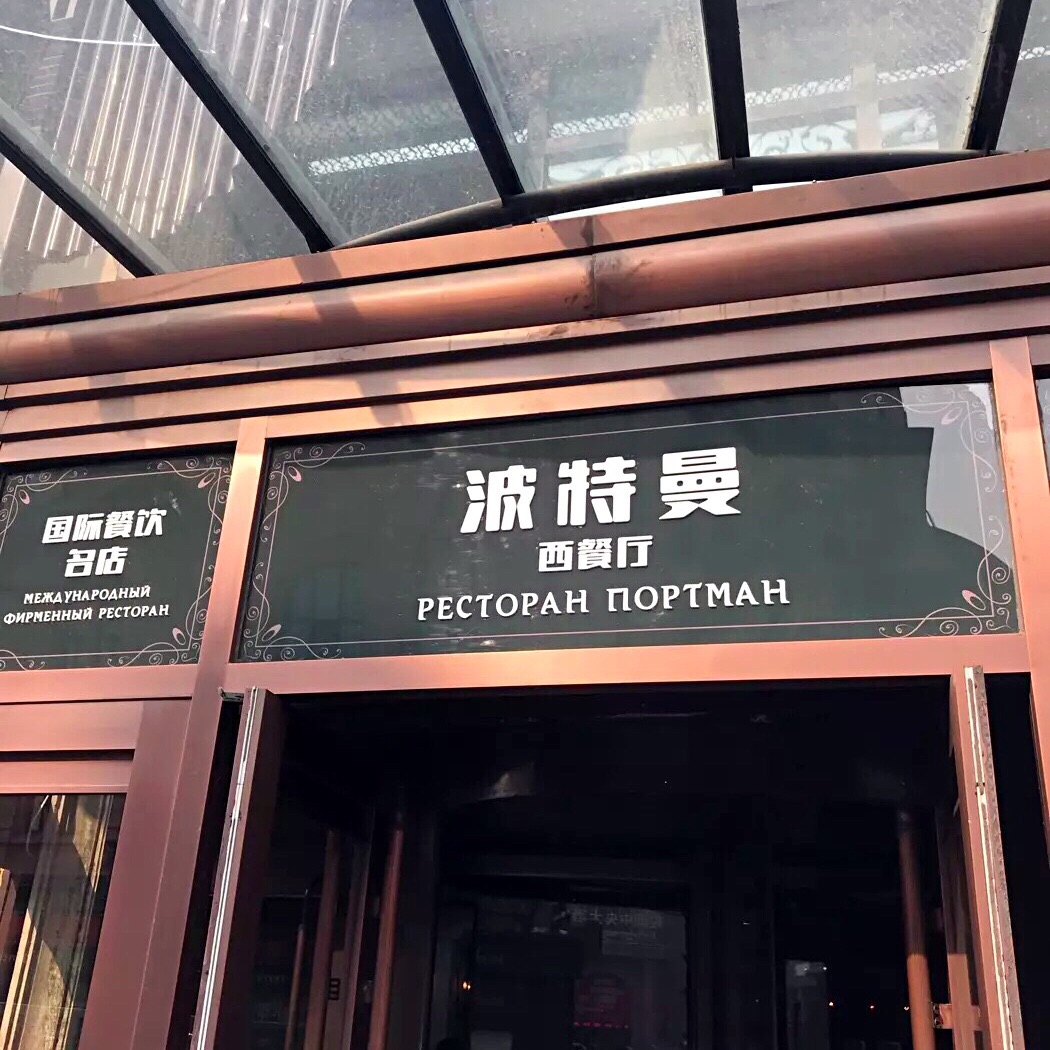 国际餐饮
名店
МЕЖДУНАРОДНЫЙ
ФИРМЕННЫЙ РЕСТОРАН
波特曼
西餐厅
РЕСТОРАН ПОРТМАН